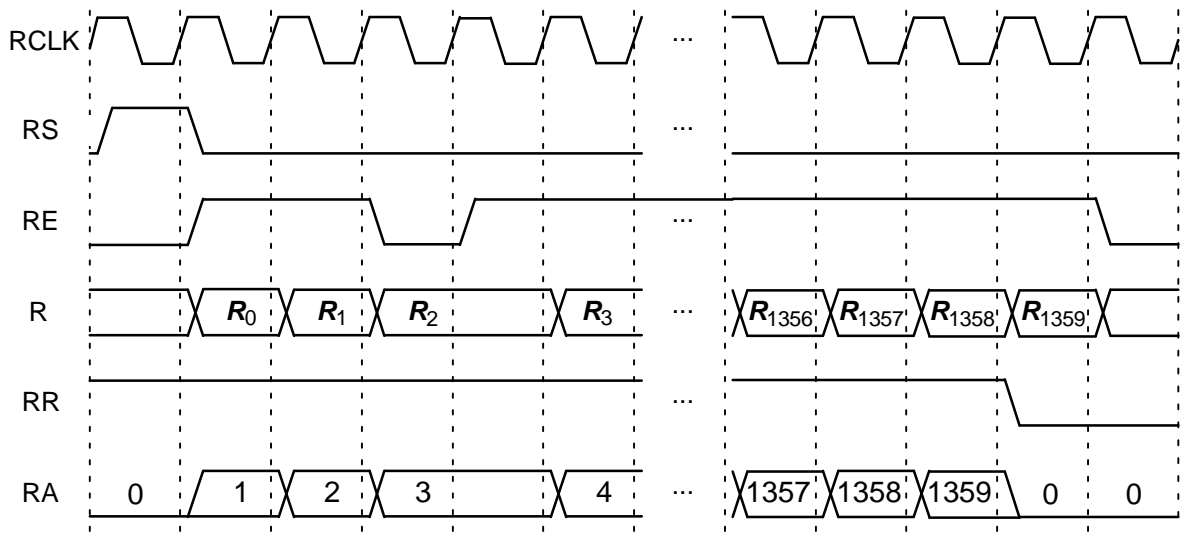 RCLK ...
RS ...
RE ...
R R0 R1 R2 R3 ... R1356 R1357 R1358 R1359
RR ...
RA 0 1 2 3 4 ... 1357 1358 1359 0 0